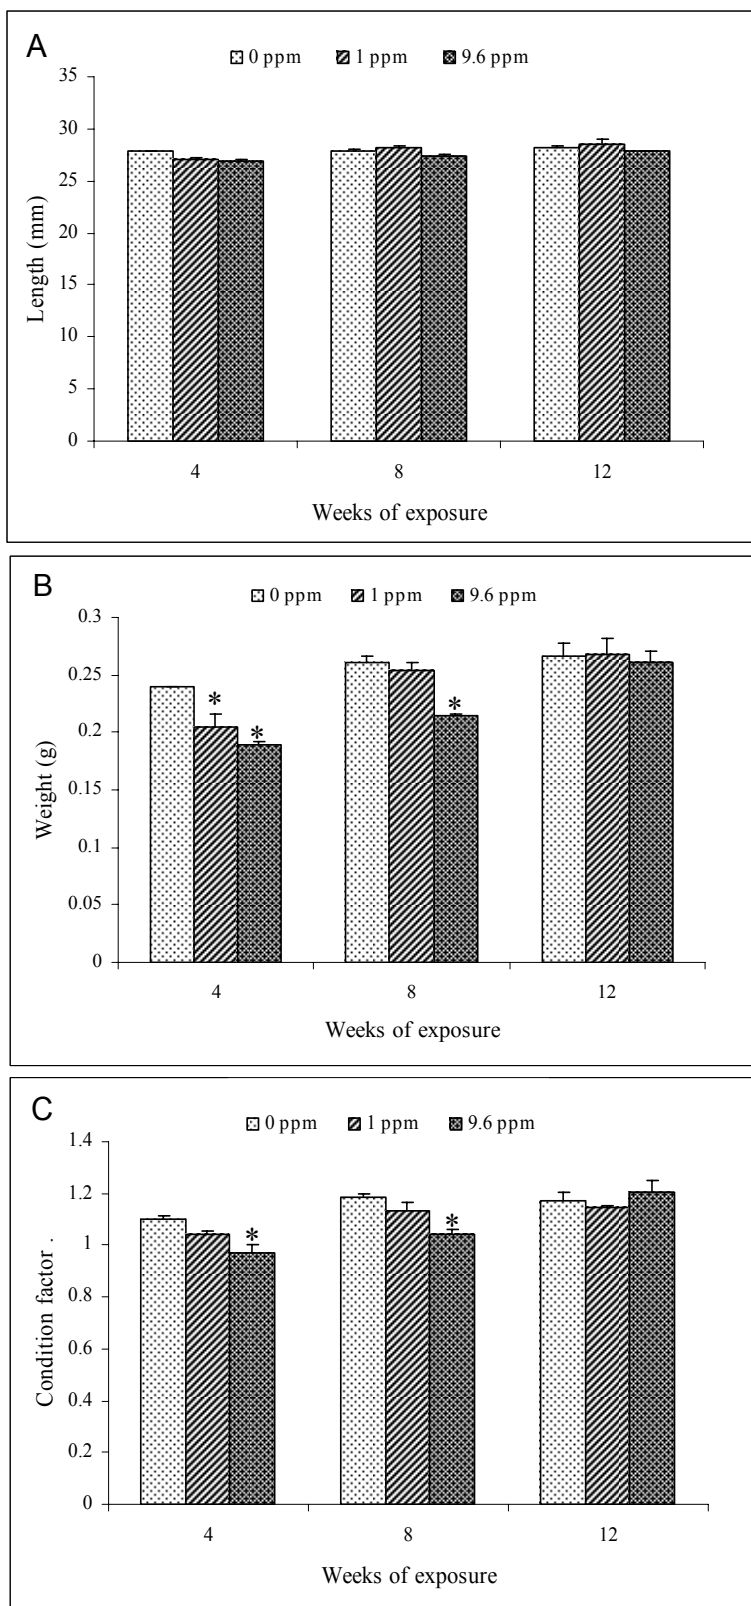 A
0 ppm 1 ppm 9.6 ppm
35
30
25
20
15
10
5
0
Length (mm)
4 8 12
Weeks of exposure
B
0 ppm 1 ppm 9.6 ppm
0.3
0.25
0.2
0.15
0.1
0.05
0
Weight (g)
* * *
4 8 12
Weeks of exposure
C
0 ppm 1 ppm 9.6 ppm
1.4
1.2
1
0.8
0.6
0.4
0.2
0
Condition factor .
* *
4 8 12
Weeks of exposure